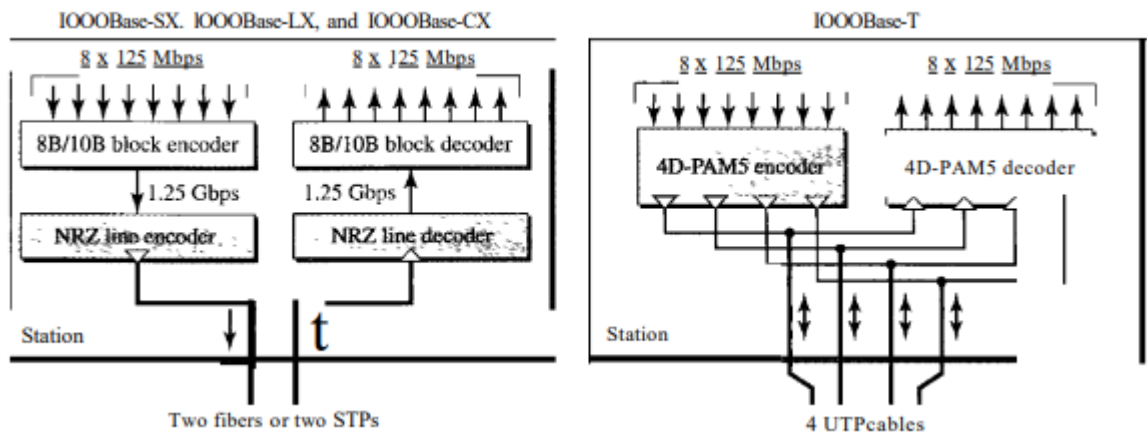 IOOOBase-SX. IOOOBase-LX, and IOOOBase-CX
8 x 125 Mbps
8 x 125 Mbps
8B/10B block encoder
8B/10B block decoder
1.25 Gbps
1.25 Gbps
NRZ line encoder
NRZ line decoder
t
Station
Two fibers or two STPs
IOOOBase-T
8 x 125 Mbps
8 x 125 Mbps
4D-PAM5 encoder
4D-PAM5 decoder
Station
4 UTPcables